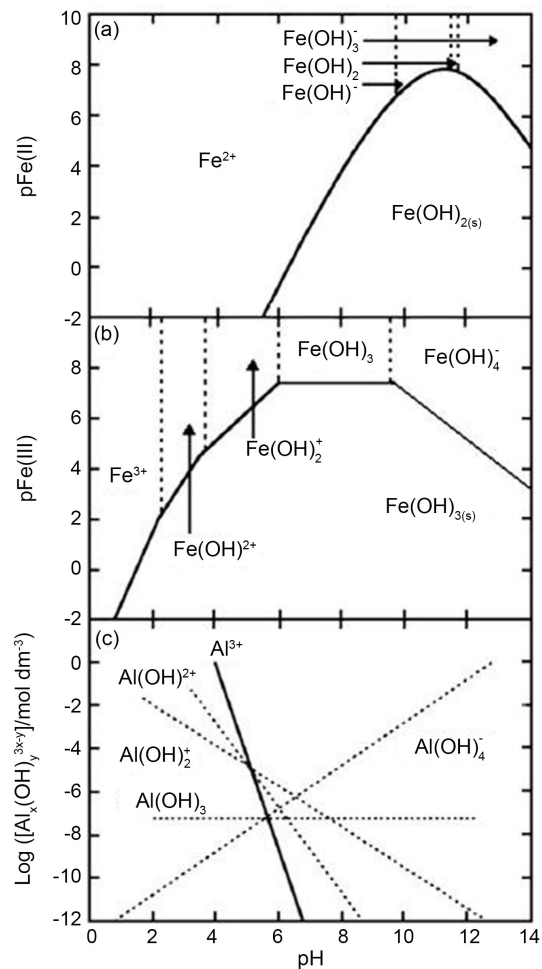 (a)
10
8
6
4
2
0
-2
pFe(II)
Fe(OH)₃⁻
Fe(OH)₂
Fe(OH)⁻
Fe²⁺
Fe(OH)₂₍ₛ₎
(b)
8
6
4
2
0
-2
pFe(III)
Fe(OH)₃
Fe(OH)₄⁻
Fe(OH)₂⁺
Fe³⁺
Fe(OH)₃₍ₛ₎
Fe(OH)²⁺
(c)
0
-2
-4
-6
-8
-10
-12
Log ([Alₓ(OH)ᵧ³ˣ⁻ʸ]/mol dm⁻³)
Al³⁺
Al(OH)²⁺
Al(OH)₂⁺
Al(OH)₄⁻
Al(OH)₃
0 2 4 6 8 10 12 14
pH